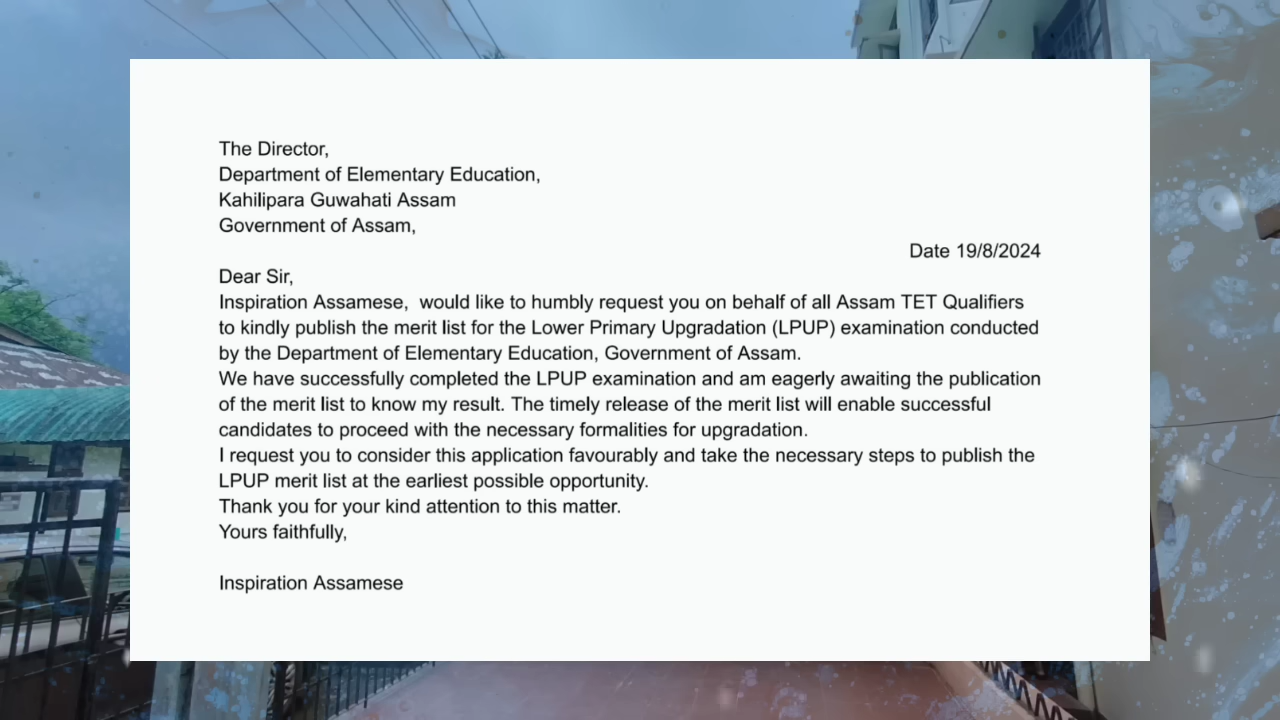 The Director,
Department of Elementary Education,
Kahilipara Guwahati Assam
Government of Assam,
Date 19/8/2024
Dear Sir,
Inspiration Assamese,  would like to humbly request you on behalf of all Assam TET Qualifiers
to kindly publish the merit list for the Lower Primary Upgradation (LPUP) examination conducted
by the Department of Elementary Education, Government of Assam.
We have successfully completed the LPUP examination and am eagerly awaiting the publication
of the merit list to know my result. The timely release of the merit list will enable successful
candidates to proceed with the necessary formalities for upgradation.
I request you to consider this application favourably and take the necessary steps to publish the
LPUP merit list at the earliest possible opportunity.
Thank you for your kind attention to this matter.
Yours faithfully,
Inspiration Assamese